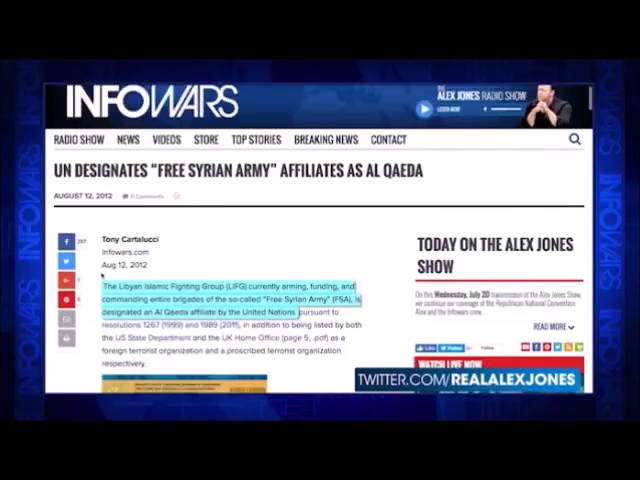 INFOWARS
THE
ALEX JONES RADIO SHOW
LISTEN NOW
RADIO SHOW NEWS VIDEOS STORE TOP STORIES BREAKING NEWS CONTACT
UN DESIGNATES “FREE SYRIAN ARMY” AFFILIATES AS AL QAEDA
AUGUST 12, 2012 0 Comments
Tony Cartalucci
Infowars.com
Aug 12, 2012
The Libyan Islamic Fighting Group (LIFG) currently arming, funding, and
commanding entire brigades of the so-called “Free Syrian Army” (FSA), is
designated an Al Qaeda affiliate by the United Nations pursuant to
resolutions 1267 (1999) and 1989 (2011), in addition to being listed by both
the US State Department and the UK Home Office (page 5, .pdf) as a
foreign terrorist organization and a proscribed terrorist organization
respectively.
TODAY ON THE ALEX JONES
SHOW
On this Wednesday, July 20 transmission of the Alex Jones Show,
we continue our coverage of the Republican National Convention.
Alex and the Infowars crew...
READ MORE
Like Follow
WATCH LIVE NOW
TWITTER.COM/REALALEXJONES
INFOWARS
INFOWARS